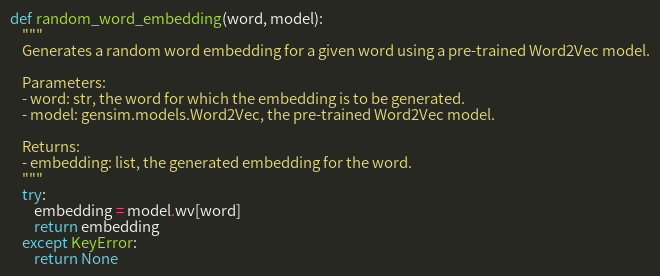 def random_word_embedding(word, model):
"""
Generates a random word embedding for a given word using a pre-trained Word2Vec model.
Parameters:
- word: str, the word for which the embedding is to be generated.
- model: gensim.models.Word2Vec, the pre-trained Word2Vec model.
Returns:
- embedding: list, the generated embedding for the word.
"""
try:
embedding = model.wv[word]
return embedding
except KeyError:
return None